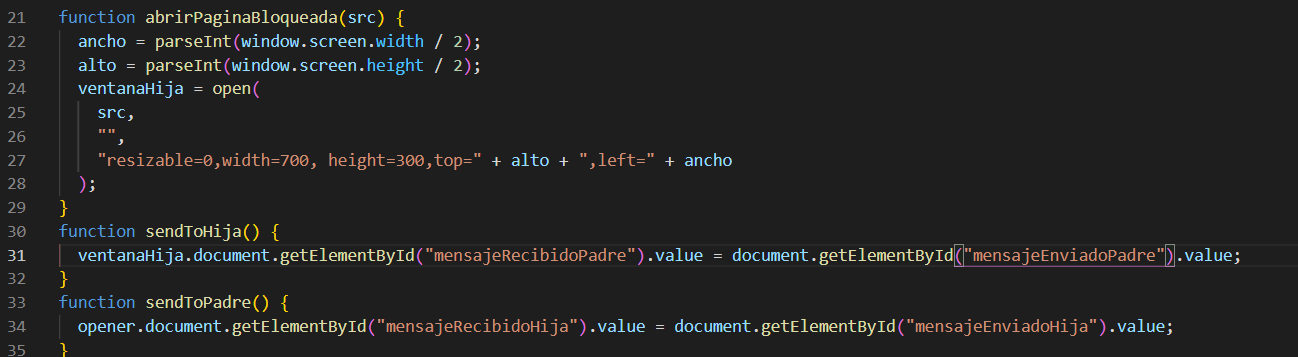 21 function abrirPaginaBloqueada(src) {
22 ancho = parseInt(window.screen.width / 2);
23 alto = parseInt(window.screen.height / 2);
24 ventanaHija = open(
25 src,
26 "",
27 "resizable=0,width=700, height=300,top=" + alto + ",left=" + ancho
28 );
29 }
30 function sendToHija() {
31 ventanaHija.document.getElementById("mensajeRecibidoPadre").value = document.getElementById("mensajeEnviadoPadre").value;
32 }
33 function sendToPadre() {
34 opener.document.getElementById("mensajeRecibidoHija").value = document.getElementById("mensajeEnviadoHija").value;
35 }